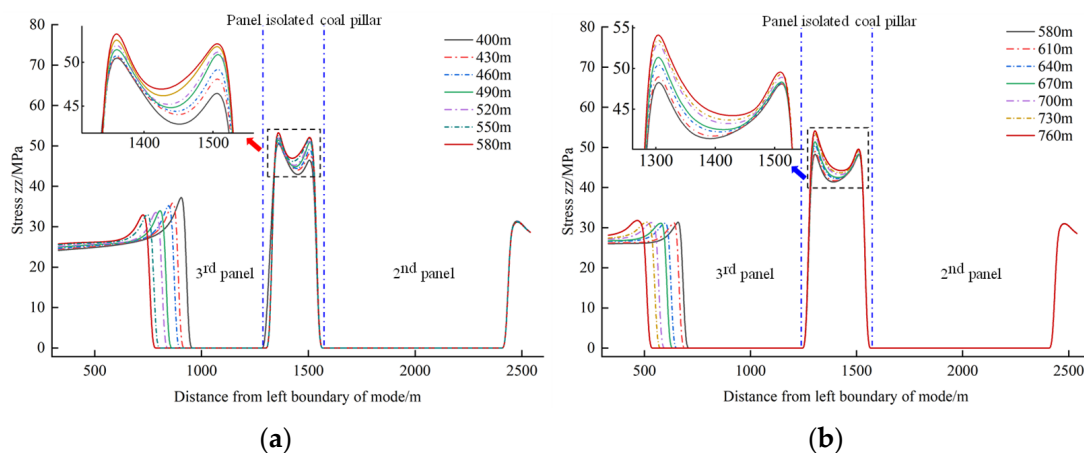 Panel isolated coal pillar
80
70
60
50
40
30
20
10
0
Stress zz/MPa
50
45
1400
1500
400m
430m
460m
490m
520m
550m
580m
3rd panel
2nd panel
500
1000
1500
2000
2500
Distance from left boundary of mode/m
(a)
Panel isolated coal pillar
80
70
60
50
40
30
20
10
0
Stress zz/MPa
55
50
45
1300
1400
1500
580m
610m
640m
670m
700m
730m
760m
3rd panel
2nd panel
500
1000
1500
2000
2500
Distance from left boundary of mode/m
(b)